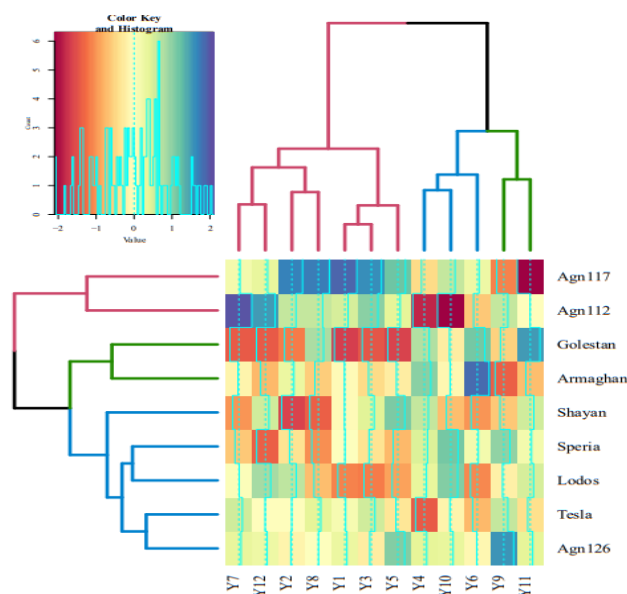 Color Key
and Histogram
Count
0 1 2 3 4 5 6
−2 −1 0 1 2
Value
Agn117
Agn112
Golestan
Armaghan
Shayan
Speria
Lodos
Tesla
Agn126
Y7 Y12 Y2 Y8 Y1 Y3 Y5 Y4 Y10 Y6 Y9 Y11